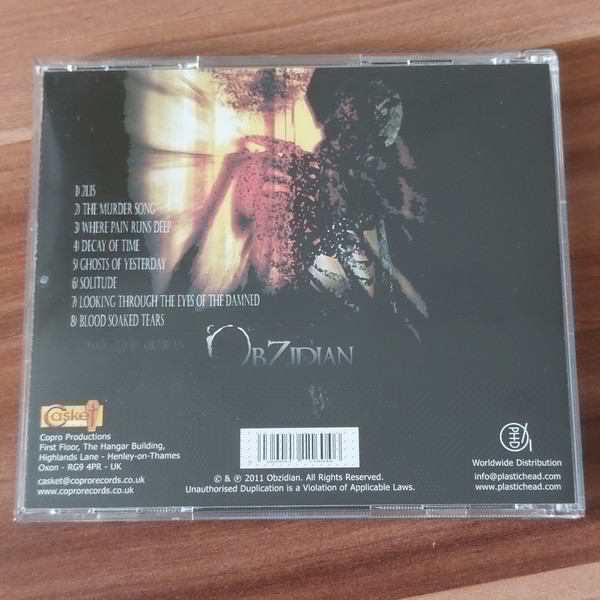 1) 21.15
2) THE MURDER SONG
3) WHERE PAIN RUNS DEEP
4) DECAY OF TIME
5) GHOSTS OF YESTERDAY
6) SOLITUDE
7) LOOKING THROUGH THE EYES OF THE DAMNED
8) BLOOD SOAKED TEARS
OBZIDIAN
Casket
Copro Productions
First Floor, The Hangar Building,
Highlands Lane - Henley-on-Thames
Oxon - RG9 4PR - UK
casket@coprorecords.co.uk
www.coprorecords.co.uk
© & ℗ 2011 Obzidian. All Rights Reserved.
Unauthorised Duplication is a Violation of Applicable Laws.
PHD
Worldwide Distribution
info@plastichead.com
www.plastichead.com